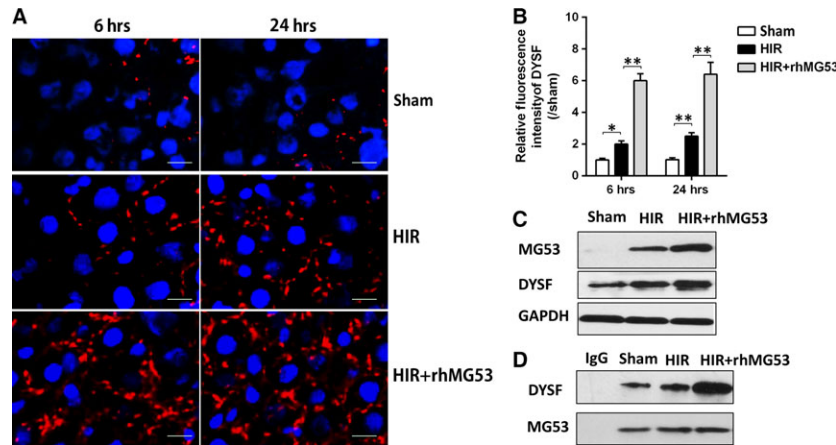 A
6 hrs 24 hrs
Sham
HIR
HIR+rhMG53
B
Relative fluorescence
intensityof DYSF
(/sham)
10
8
6
4
2
0
Sham
HIR
HIR+rhMG53
* ** ** **
6 hrs 24 hrs
C
Sham HIR HIR+rhMG53
MG53
DYSF
GAPDH
D
IgG Sham HIR HIR+rhMG53
DYSF
MG53